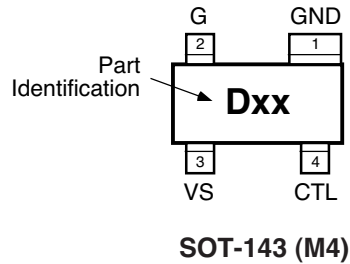 G GND
2 1
Part
Identification
Dxx
3 4
VS CTL
SOT-143 (M4)